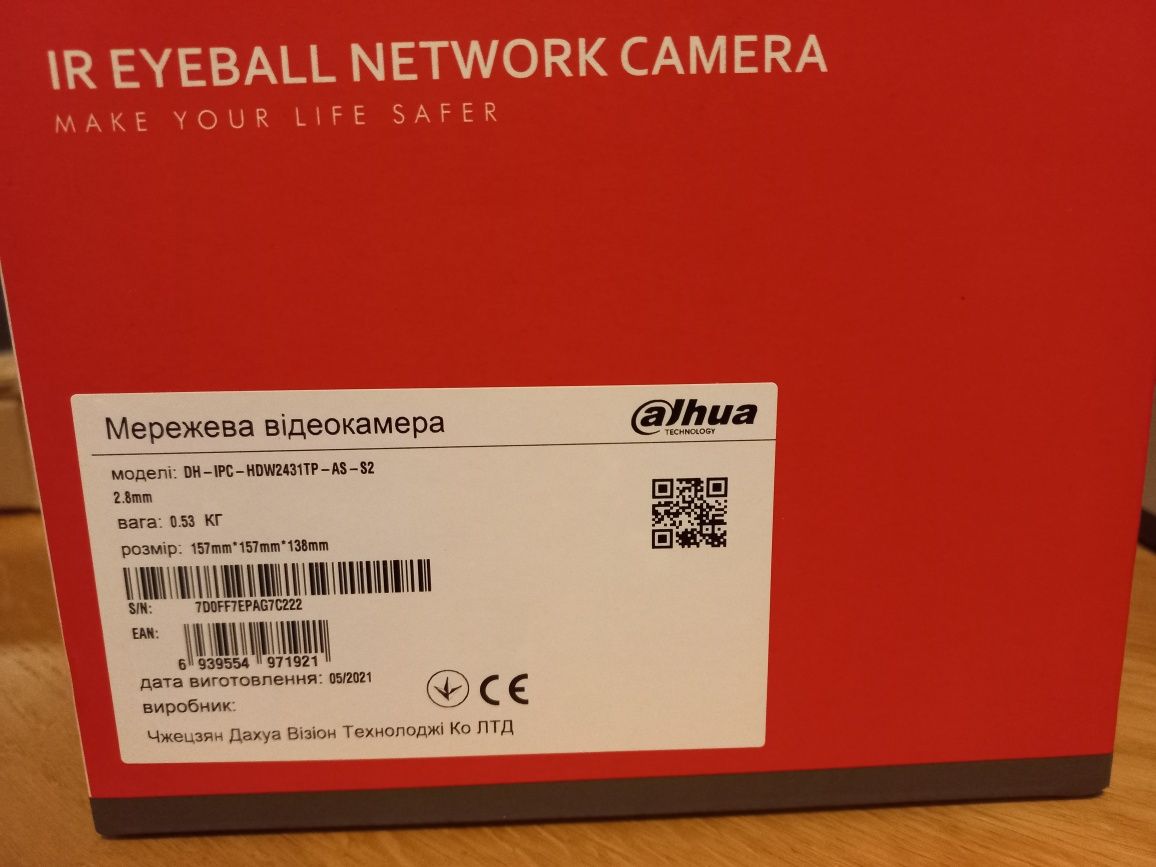 IR EYEBALL NETWORK CAMERA
MAKE YOUR LIFE SAFER
Мережева відеокамера
alhua
TECHNOLOGY
моделі: DH-IPC-HDW2431TP-AS-S2
2.8mm
вага: 0.53 КГ
розмір: 157mm*157mm*138mm
S/N: 7D0FF7EPAG7C222
EAN:
6 939554 971921
дата виготовлення: 05/2021
виробник:
CE
Чжецзян Дахуа Візіон Технолоджі Ко ЛТД